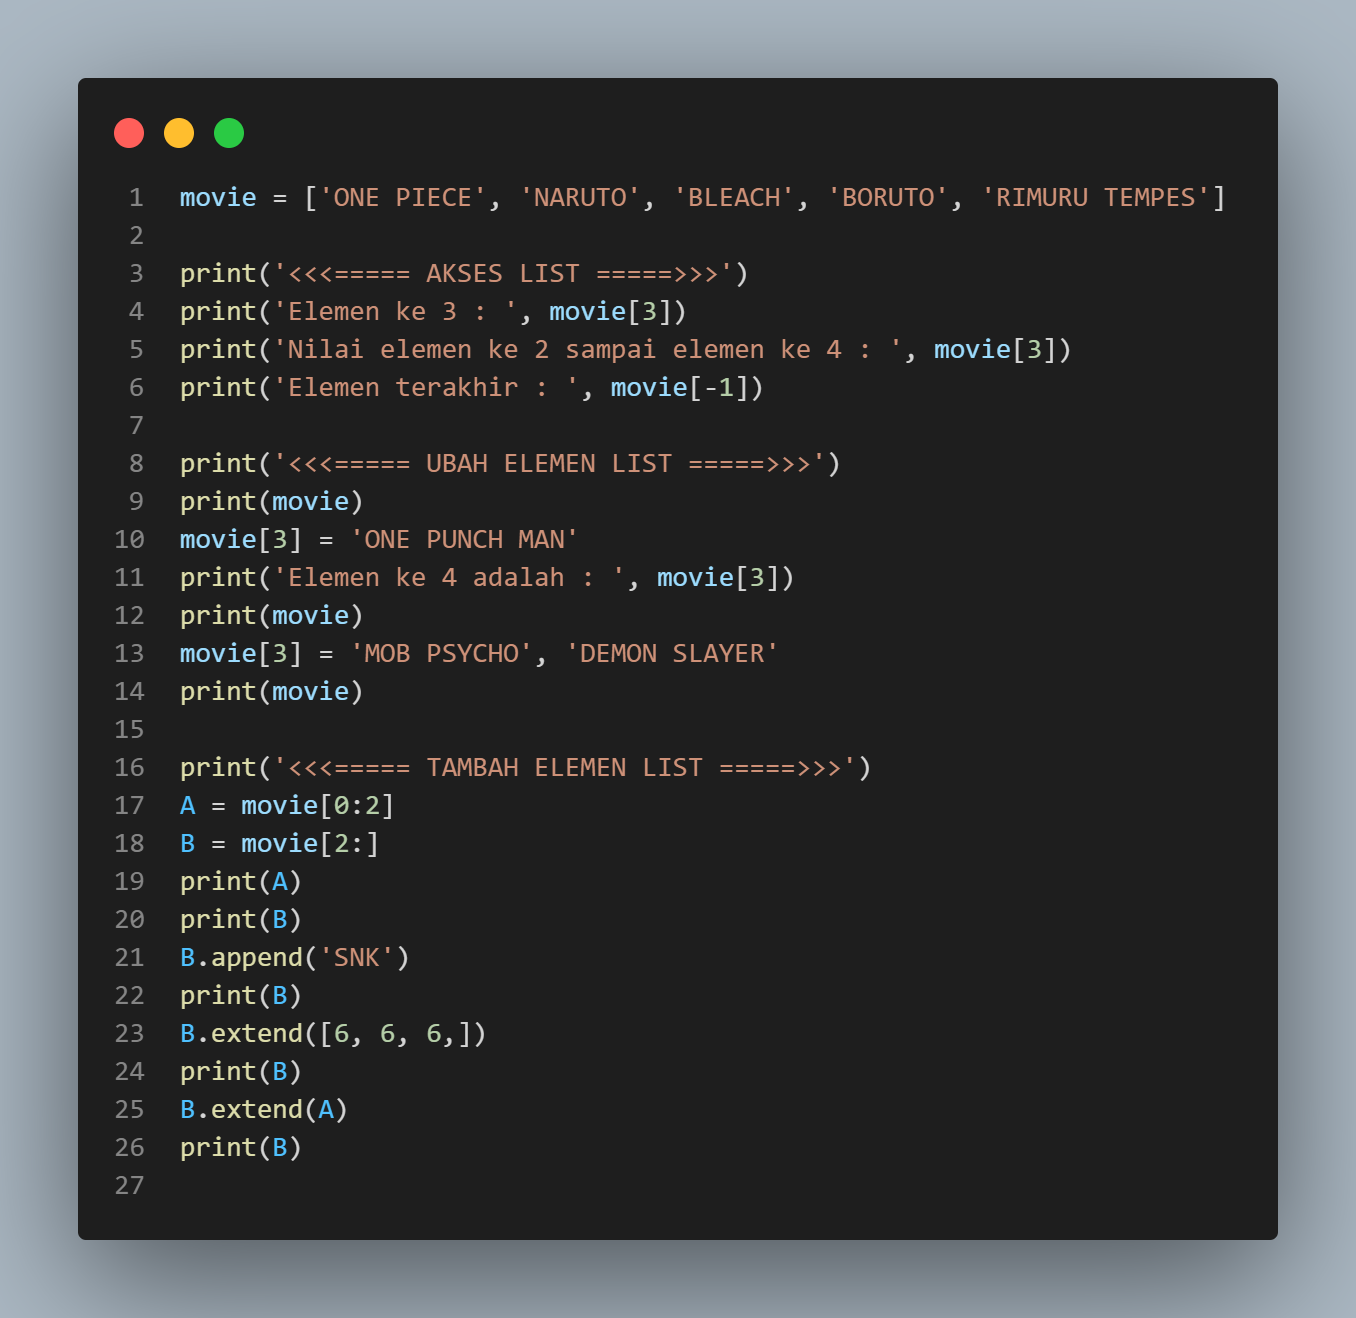 1 movie = ['ONE PIECE', 'NARUTO', 'BLEACH', 'BORUTO', 'RIMURU TEMPES']
2
3 print('<<<===== AKSES LIST =====>>>')
4 print('Elemen ke 3 : ', movie[3])
5 print('Nilai elemen ke 2 sampai elemen ke 4 : ', movie[3])
6 print('Elemen terakhir : ', movie[-1])
7
8 print('<<<===== UBAH ELEMEN LIST =====>>>')
9 print(movie)
10 movie[3] = 'ONE PUNCH MAN'
11 print('Elemen ke 4 adalah : ', movie[3])
12 print(movie)
13 movie[3] = 'MOB PSYCHO', 'DEMON SLAYER'
14 print(movie)
15
16 print('<<<===== TAMBAH ELEMEN LIST =====>>>')
17 A = movie[0:2]
18 B = movie[2:]
19 print(A)
20 print(B)
21 B.append('SNK')
22 print(B)
23 B.extend([6, 6, 6,])
24 print(B)
25 B.extend(A)
26 print(B)
27